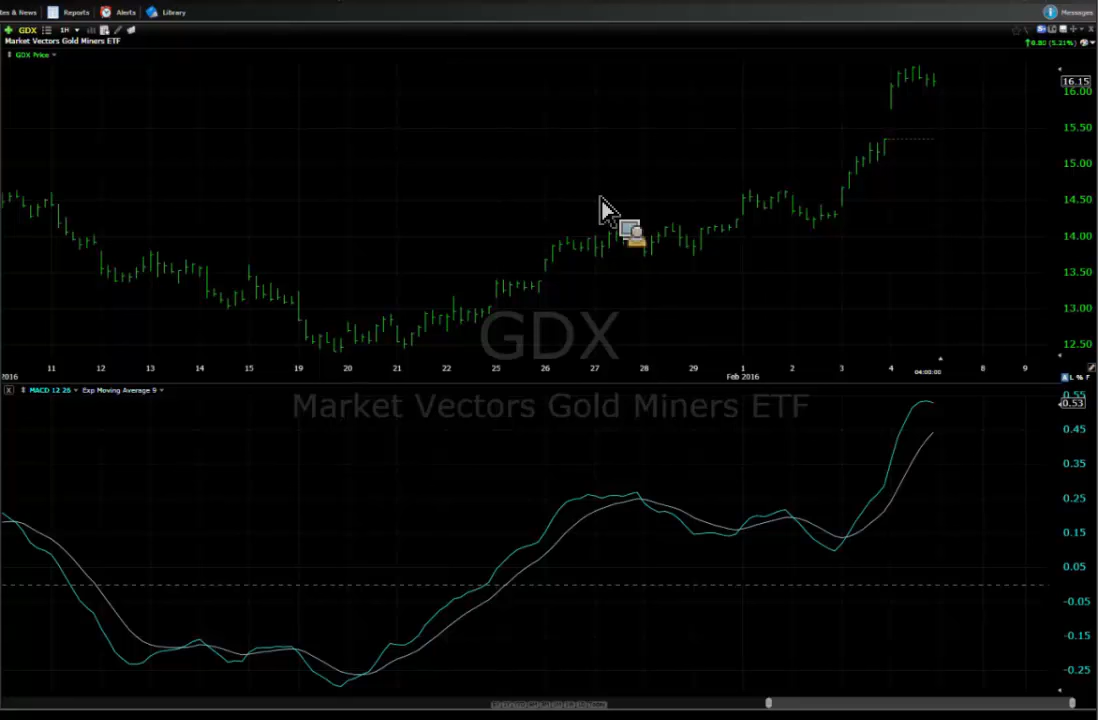 tes & News Reports Alerts Library Messages
GDX 1H
Market Vectors Gold Miners ETF
0.80 (5.21%)
GDX Price
16.15
16.00
15.50
15.00
14.50
14.00
13.50
13.00
12.50
GDX
11 12 13 14 15 19 20 21 22 25 26 27 28 29 2 3 4 8 9
2016 Feb 2016 04:00:00
L % F
X MACD 12 26 Exp Moving Average 9
Market Vectors Gold Miners ETF
0.55
0.53
0.45
0.35
0.25
0.15
0.05
-0.05
-0.15
-0.25